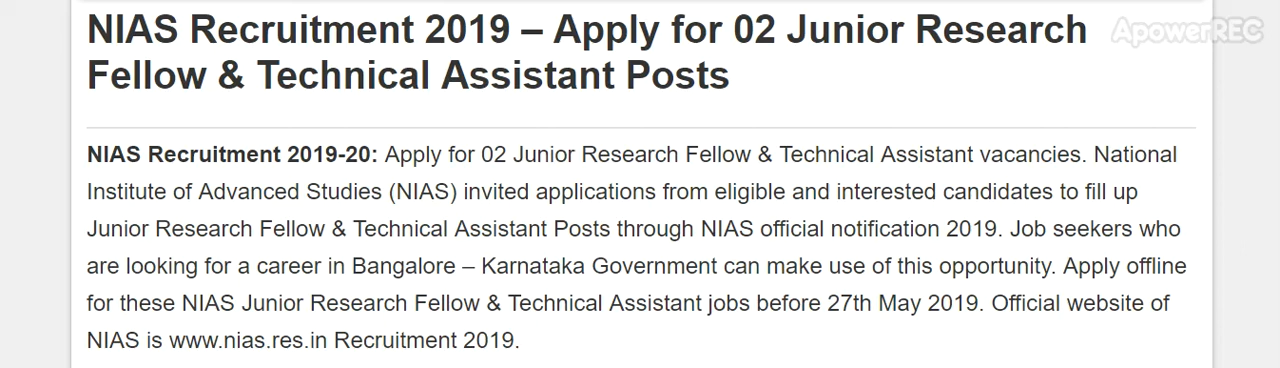 NIAS Recruitment 2019 – Apply for 02 Junior Research
Fellow & Technical Assistant Posts
ApowerREC
NIAS Recruitment 2019-20: Apply for 02 Junior Research Fellow & Technical Assistant vacancies. National
Institute of Advanced Studies (NIAS) invited applications from eligible and interested candidates to fill up
Junior Research Fellow & Technical Assistant Posts through NIAS official notification 2019. Job seekers who
are looking for a career in Bangalore – Karnataka Government can make use of this opportunity. Apply offline
for these NIAS Junior Research Fellow & Technical Assistant jobs before 27th May 2019. Official website of
NIAS is www.nias.res.in Recruitment 2019.